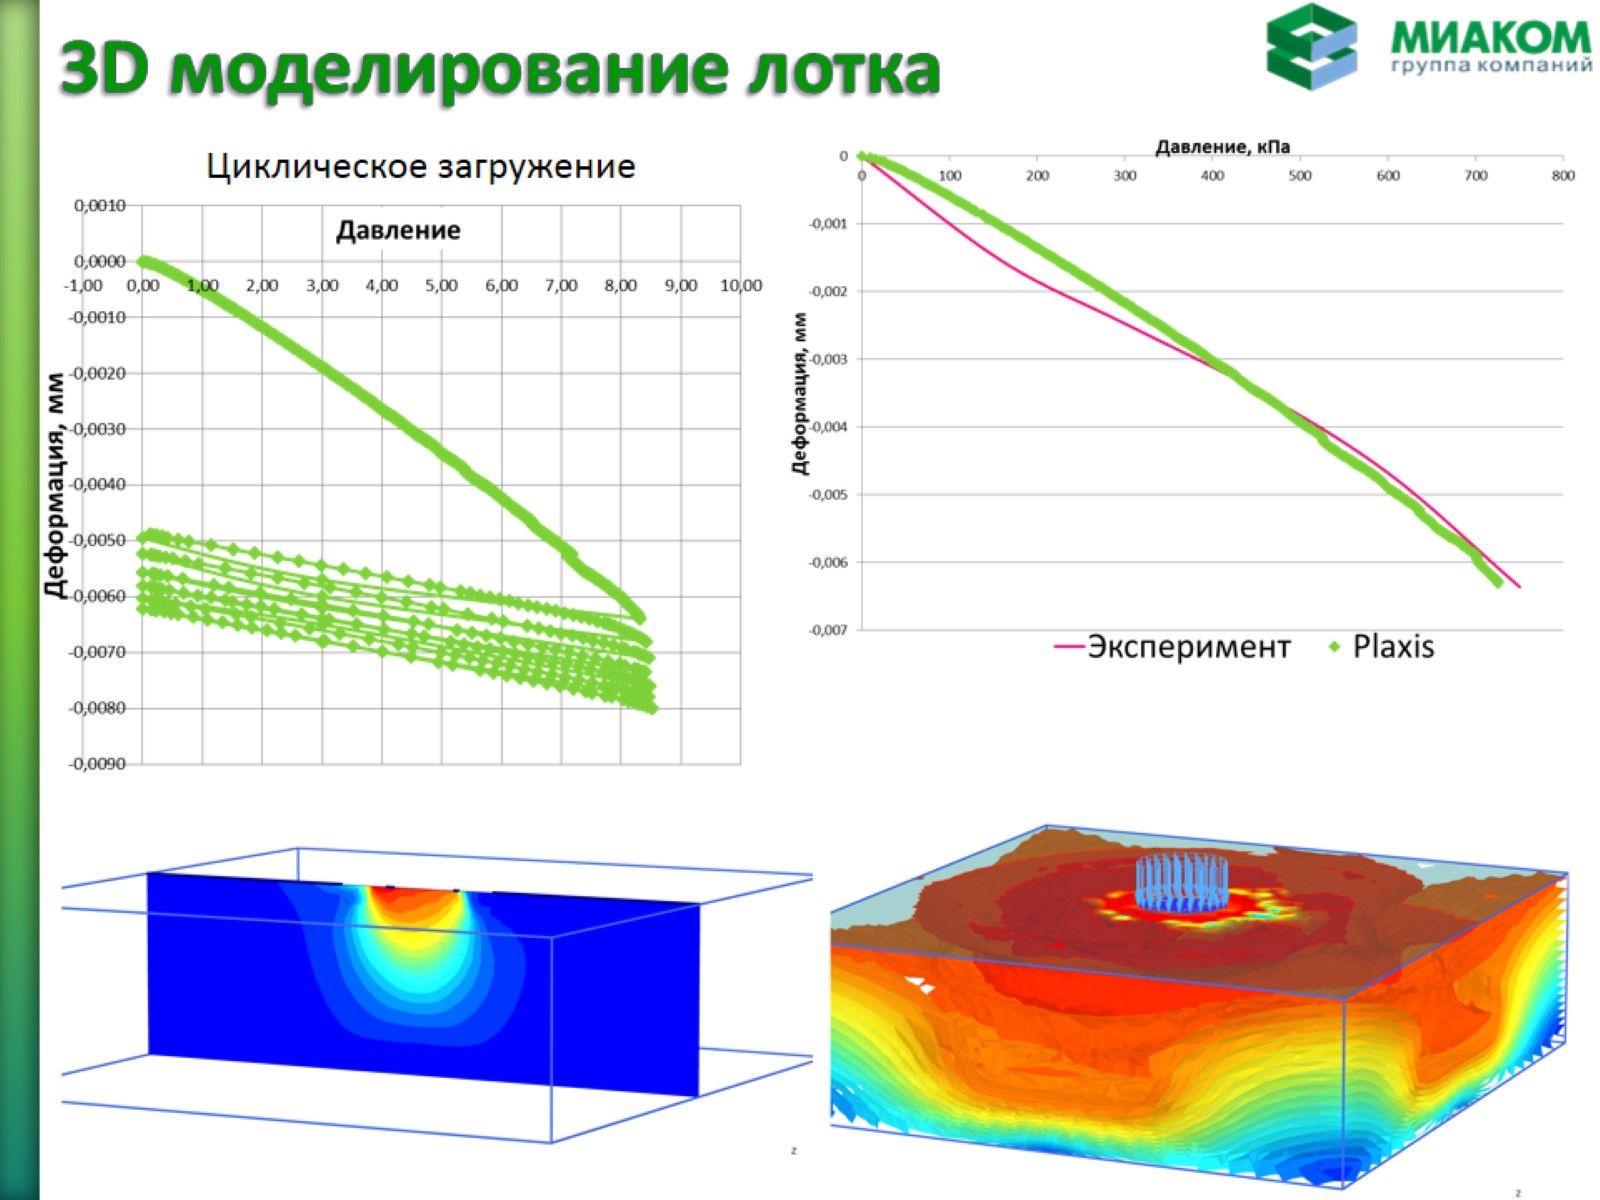 3D моделирование лотка
МИАКОМ
группа компаний
Циклическое загружение
Давление
0,0010
0,0000
-1,00 0,00 1,00 2,00 3,00 4,00 5,00 6,00 7,00 8,00 9,00 10,00
-0,0010
-0,0020
-0,0030
-0,0040
-0,0050
-0,0060
-0,0070
-0,0080
-0,0090
Деформация, мм
Давление, кПа
0
0 100 200 300 400 500 600 700 800
-0,001
-0,002
-0,003
-0,004
-0,005
-0,006
-0,007
Деформация, мм
Эксперимент Plaxis
z
z